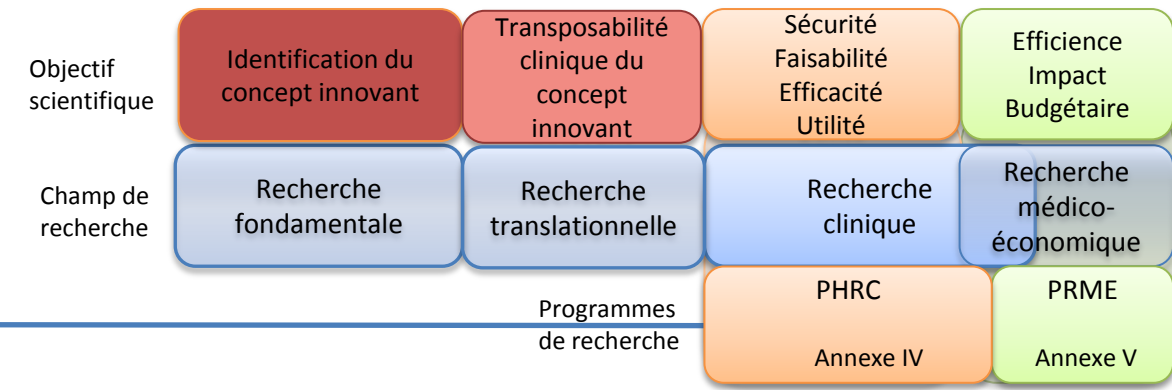 Objectif
scientifique
Identification du
concept innovant
Transposabilité
clinique du
concept
innovant
Sécurité
Faisabilité
Efficacité
Utilité
Efficience
Impact
Budgétaire
Champ de
recherche
Recherche
fondamentale
Recherche
translationnelle
Recherche
clinique
Recherche
médico-
économique
Programmes
de recherche
PHRC
Annexe IV
PRME
Annexe V